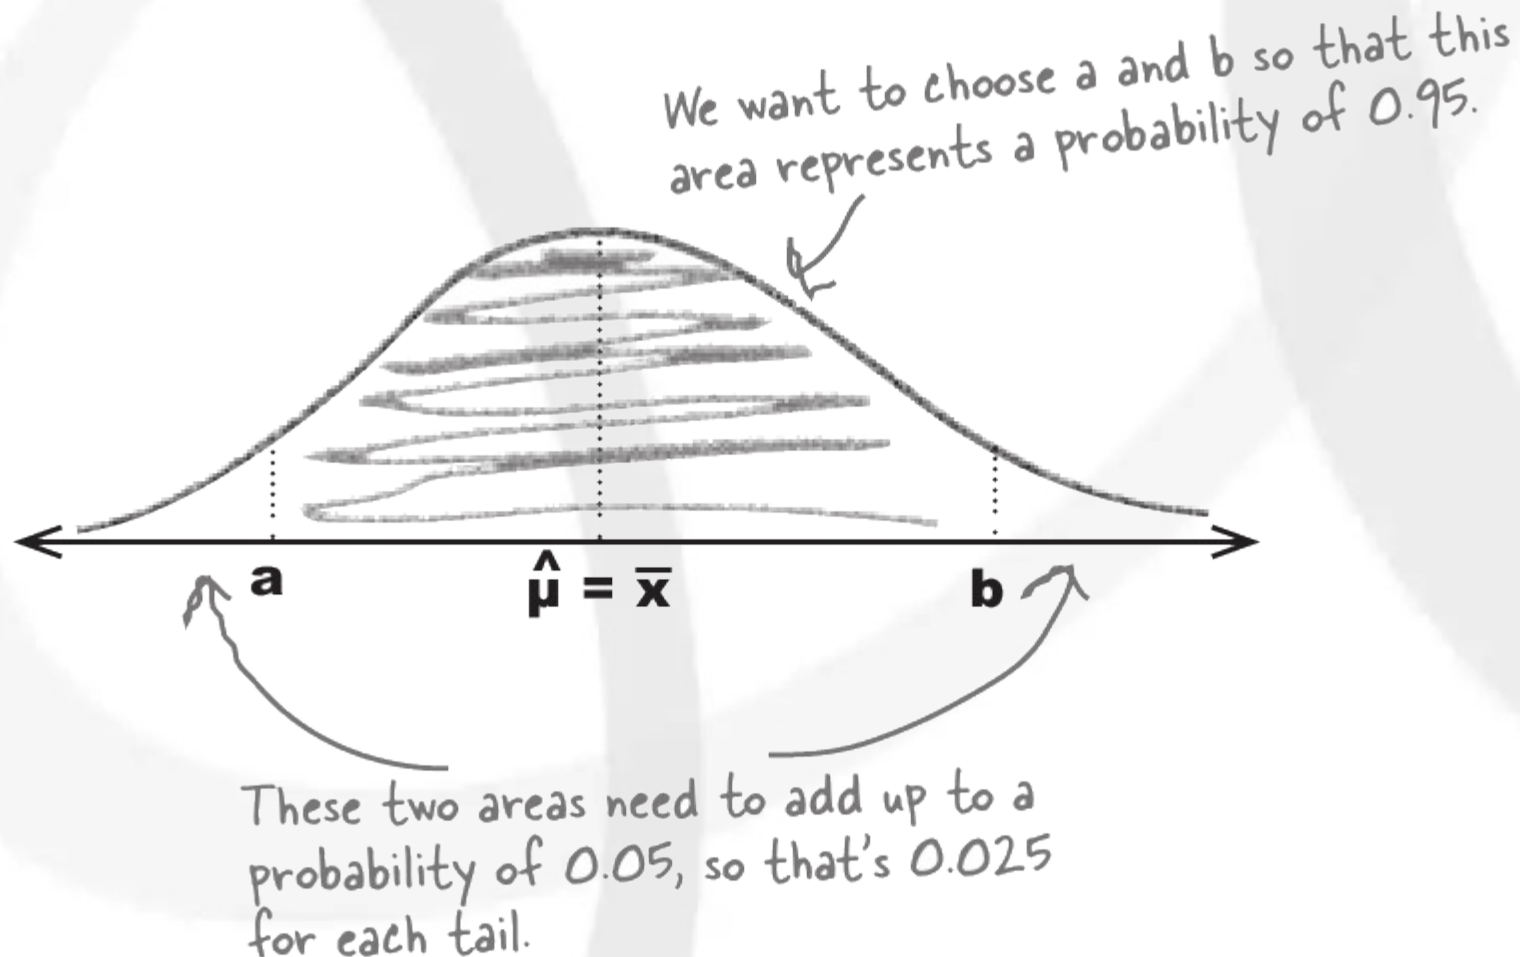 We want to choose a and b so that this
area represents a probability of 0.95.
a
μ̂ = x̄
b
These two areas need to add up to a
probability of 0.05, so that's 0.025
for each tail.